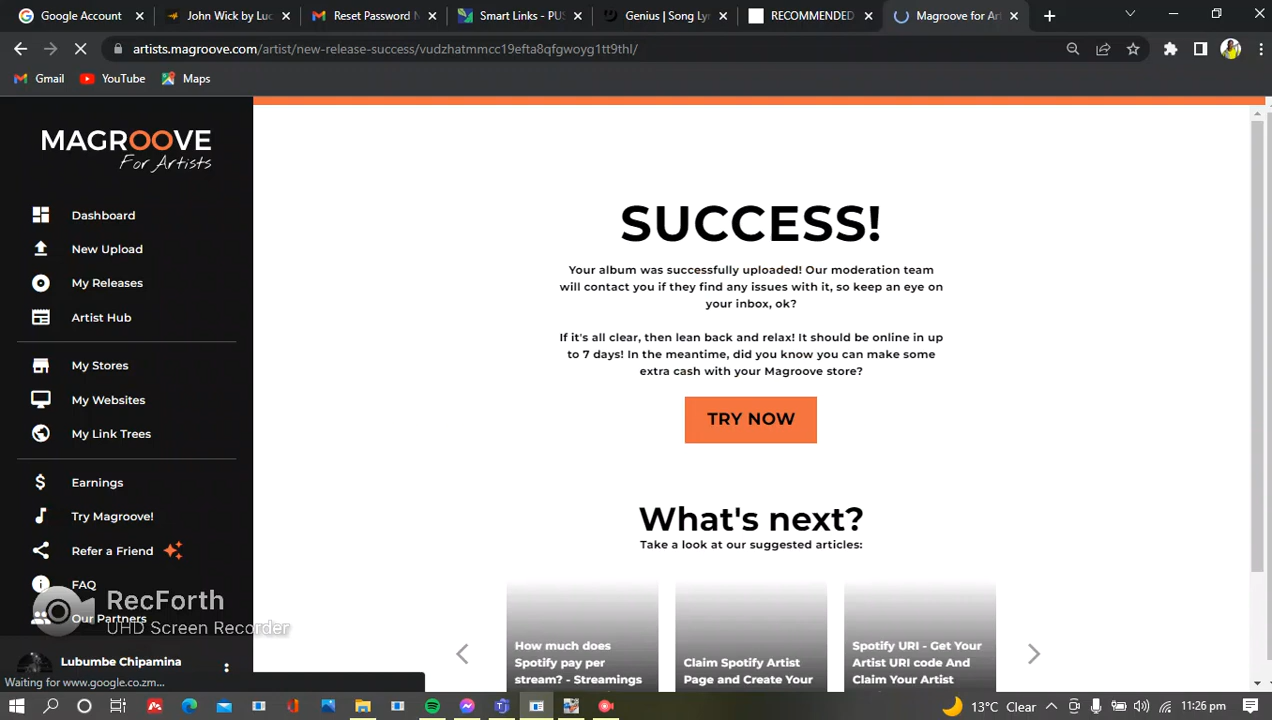 Google Account
John Wick by Luc
Reset Password N
Smart Links - PUS
Genius | Song Lyr
RECOMMENDED
Magroove for Art
artists.magroove.com/artist/new-release-success/vudzhatmmcc19efta8qfgwoyg1tt9thl/
Gmail
YouTube
Maps
MAGROOVE
For Artists
Dashboard
New Upload
My Releases
Artist Hub
My Stores
My Websites
My Link Trees
Earnings
Try Magroove!
Refer a Friend
FAQ
Our Partners
RecForth
UHD Screen Recorder
Lubumbe Chipamina
Waiting for www.google.co.zm...
SUCCESS!
Your album was successfully uploaded! Our moderation team
will contact you if they find any issues with it, so keep an eye on
your inbox, ok?
If it's all clear, then lean back and relax! It should be online in up
to 7 days! In the meantime, did you know you can make some
extra cash with your Magroove store?
TRY NOW
What's next?
Take a look at our suggested articles:
How much does
Spotify pay per
stream? - Streamings
Claim Spotify Artist
Page and Create Your
Spotify URI - Get Your
Artist URI code And
Claim Your Artist
13°C Clear
11:26 pm